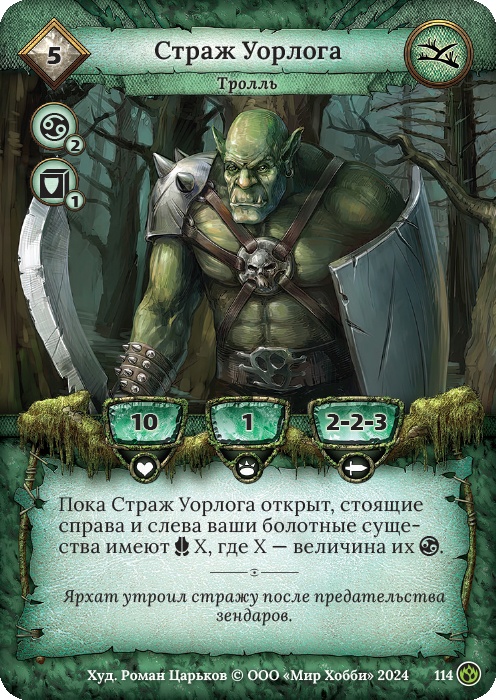 5
Страж Уорлога
Тролль
2
1
10
1
2-2-3
Пока Страж Уорлога открыт, стоящие
справа и слева ваши болотные суще-
ства имеют X, где X — величина их .
Ярхат утроил стражу после предательства
зендаров.
Худ. Роман Царьков © ООО «Мир Хобби» 2024
114